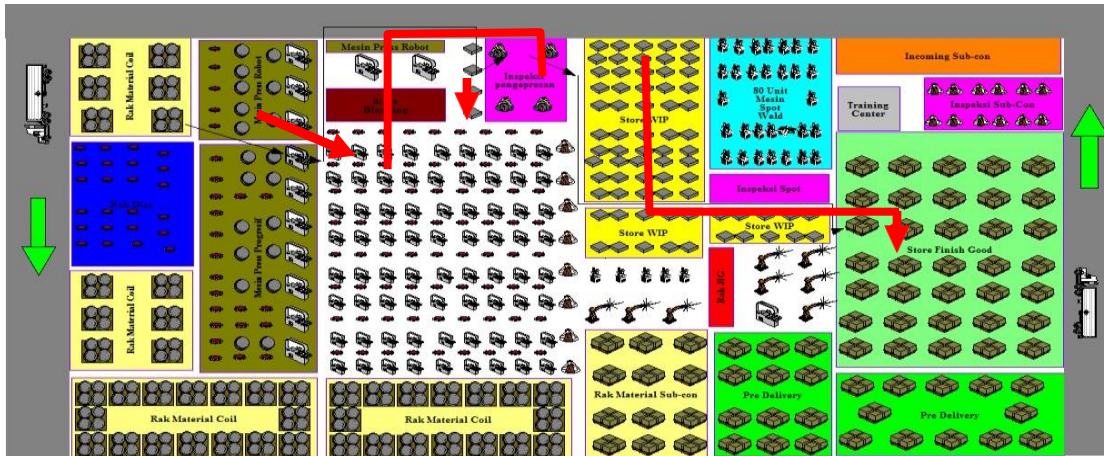 Rak Material Coil
Mesin Press Robot
Mesin Press Robot
Inspeksi
pengepresan
Store WIP
80 Unit
Mesin
Spot
Weld
Incoming Sub-con
Training
Center
Inspeksi Sub-Con
Rak Dies
Mesin Press Progresif
Inspeksi Spot
Store WIP
Store WIP
Store Finish Good
Rak Material Coil
Rak JIG
Rak Material Coil
Rak Material Coil
Rak Material Sub-con
Pre Delivery
Pre Delivery